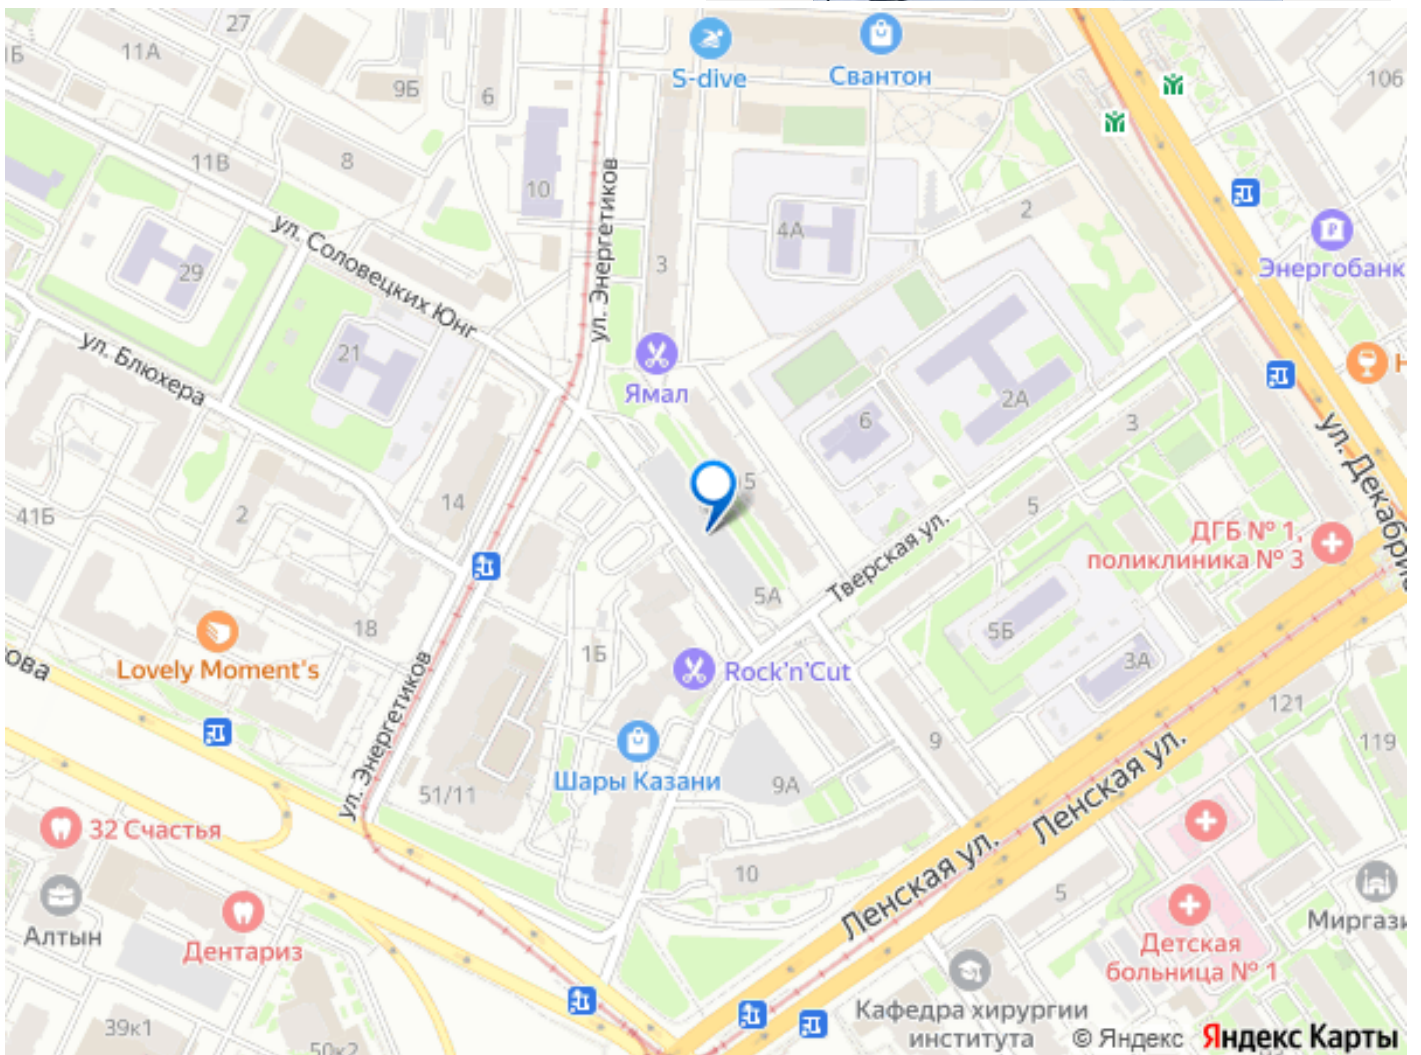 27
11А
1Б
9Б
6
S-dive
Свантон
106
11В
8
10
ул. Энергетиков
4А
2
29
ул. Соловецких Юнг
3
Энергобанк
ул. Блюхера
21
Ямал
6
2А
3
ул. Декабрис
14
5
5
41Б
2
ДГБ № 1,
поликлиника № 3
Тверская ул.
5А
18
5Б
Lovely Moment's
ова
1Б
Rock'n'Cut
3А
ул. Энергетиков
121
119
9
Шары Казани
51/11
9А
Ленская ул.
32 Счастья
10
Ленская ул.
5
Алтын
Дентариз
Миргази
Детская
больница № 1
Кафедра хирургии
института
39к1
50к2
© Яндекс Яндекс Карты